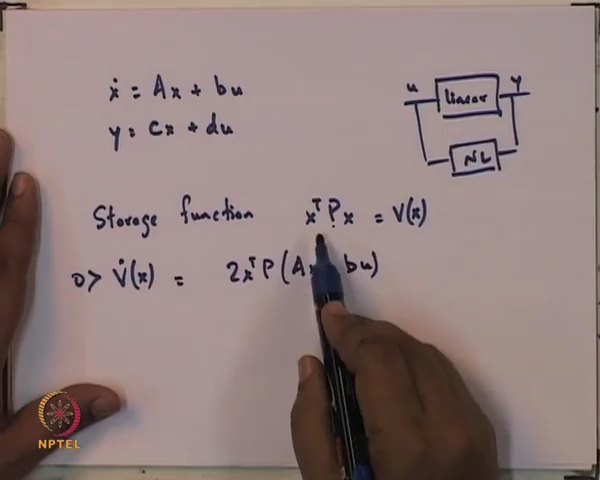 ẋ = Ax + bu
y = cx + du
u linear y
NL
Storage function xᵀPx = V(x)
0> V̇(x) = 2xᵀP(Ax bu)
NPTEL